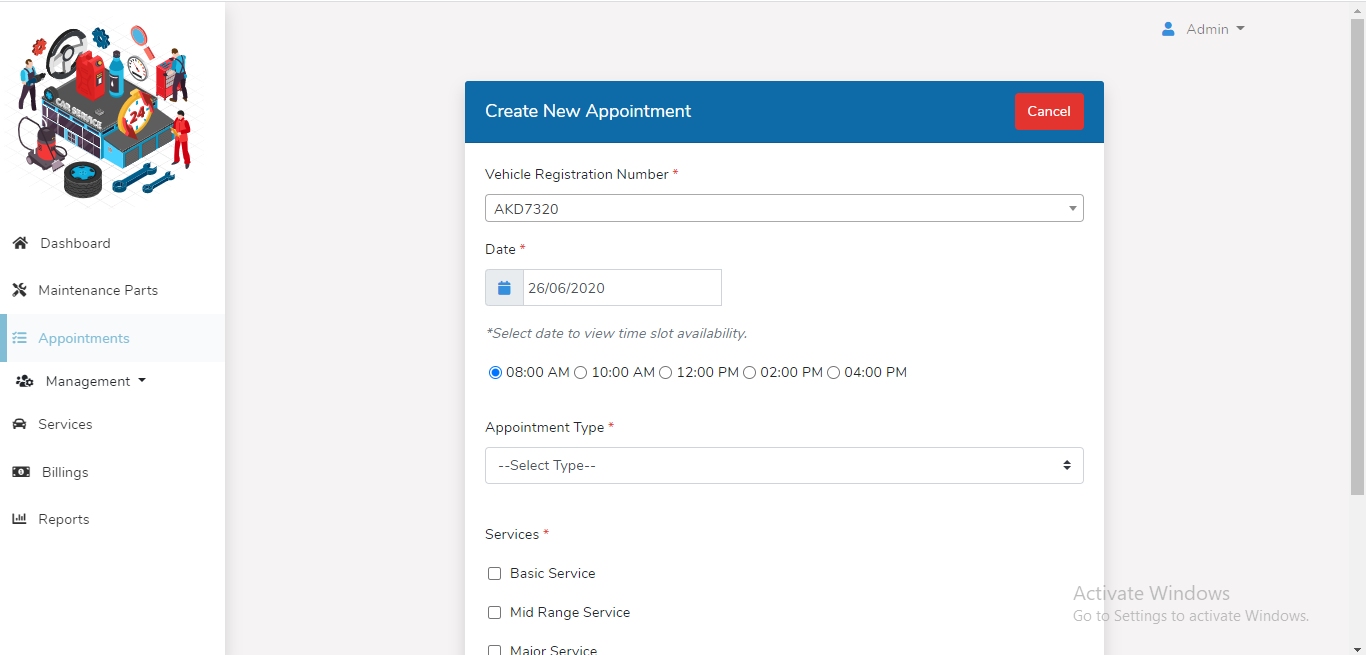 Admin
CAR SERVICE
24
Create New Appointment
Cancel
Vehicle Registration Number *
AKD7320
Dashboard
Date *
Maintenance Parts
26/06/2020
*Select date to view time slot availability.
Appointments
08:00 AM 10:00 AM 12:00 PM 02:00 PM 04:00 PM
Management
Services
Appointment Type *
--Select Type--
Billings
Reports
Services *
Basic Service
Mid Range Service
Major Service
Activate Windows
Go to Settings to activate Windows.